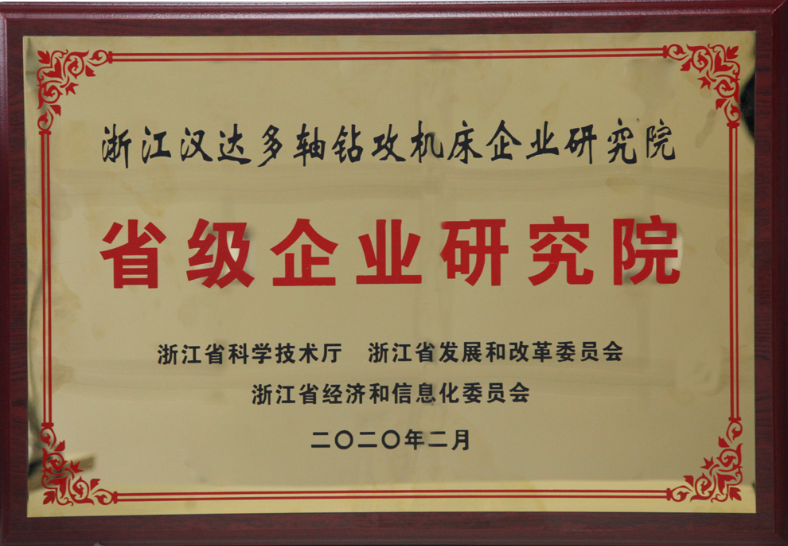 浙江汉达多轴钻攻机床企业研究院
省级企业研究院
浙江省科学技术厅　浙江省发展和改革委员会
浙江省经济和信息化委员会
二〇二〇年二月